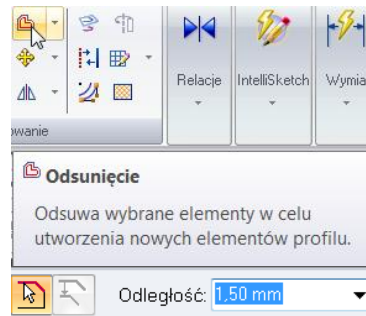 Relacje
IntelliSketch
Wymia
owanie
Odsunięcie
Odsuwa wybrane elementy w celu
utworzenia nowych elementów profilu.
Odległość: 1,50 mm